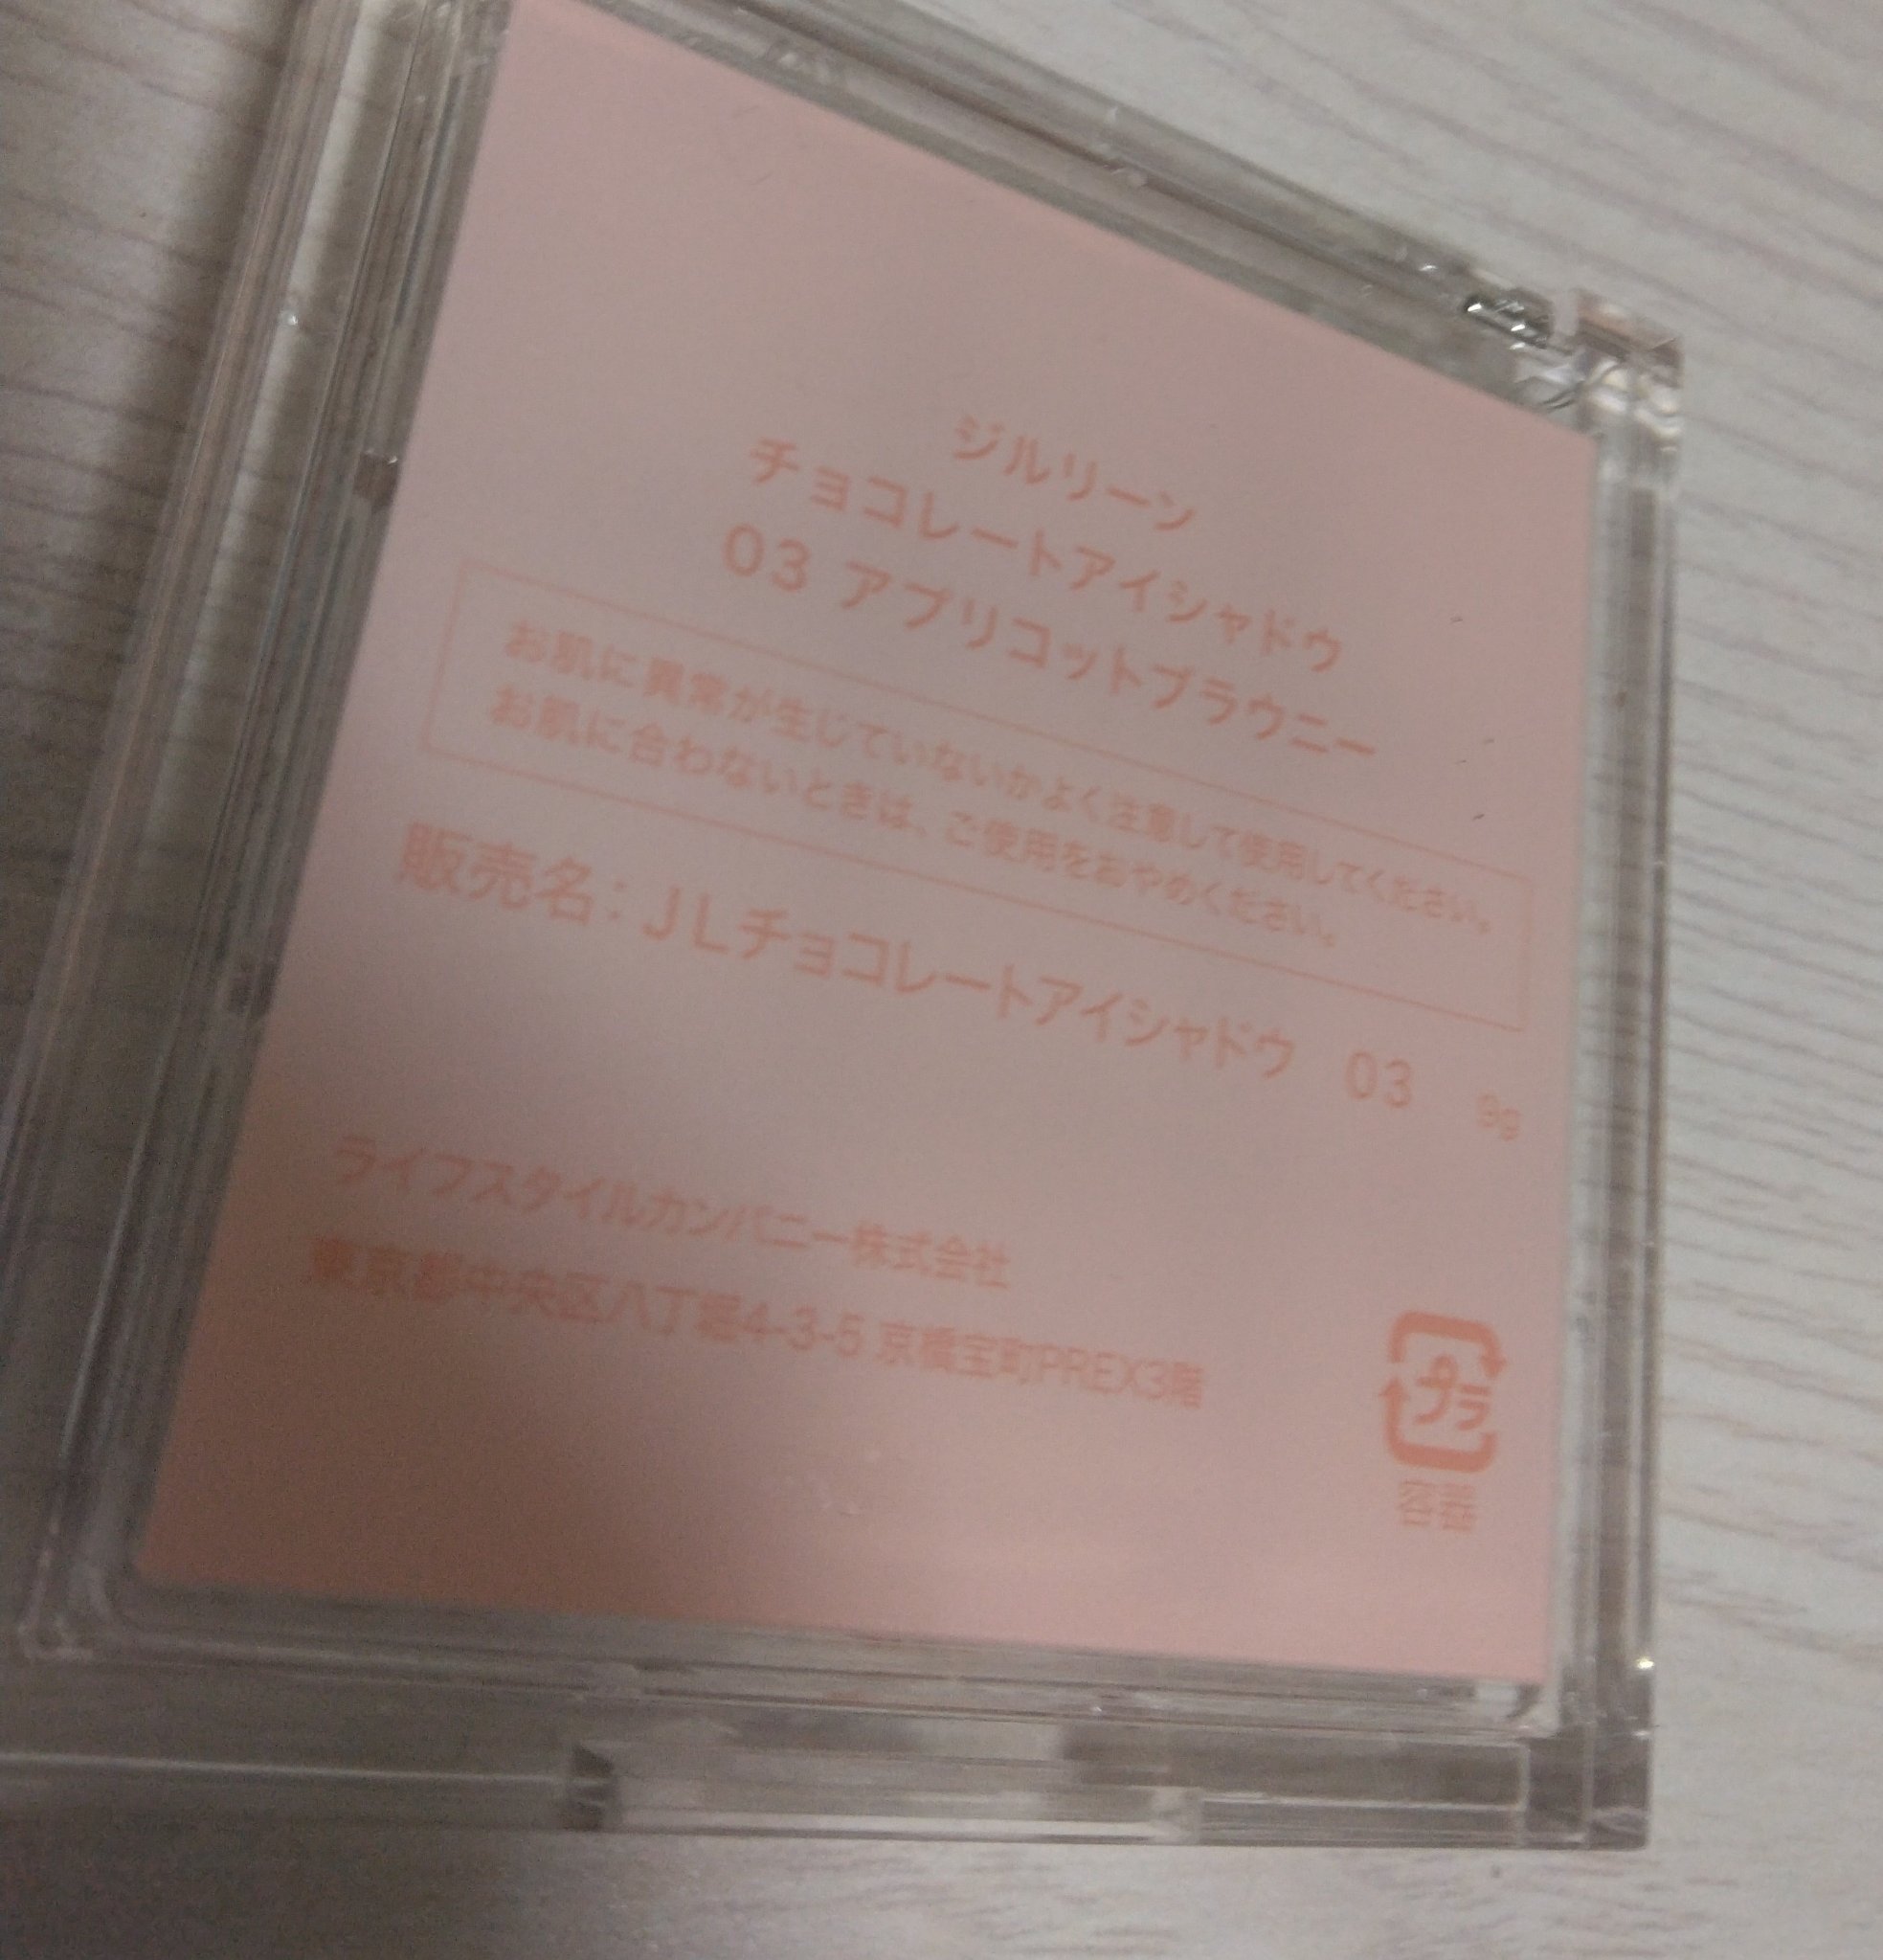 ジルリーン
チョコレートアイシャドウ
03 アプリコットブラウニー
お肌に異常が生じていないかよく注意して使用してください。
お肌に合わないときは、ご使用をおやめください。
販売名:JLチョコレートアイシャドウ 03 9g
ライフスタイルカンパニー株式会社
東京都中央区八丁堀4-3-5 京橋宝町PREX3階
プラ
容器